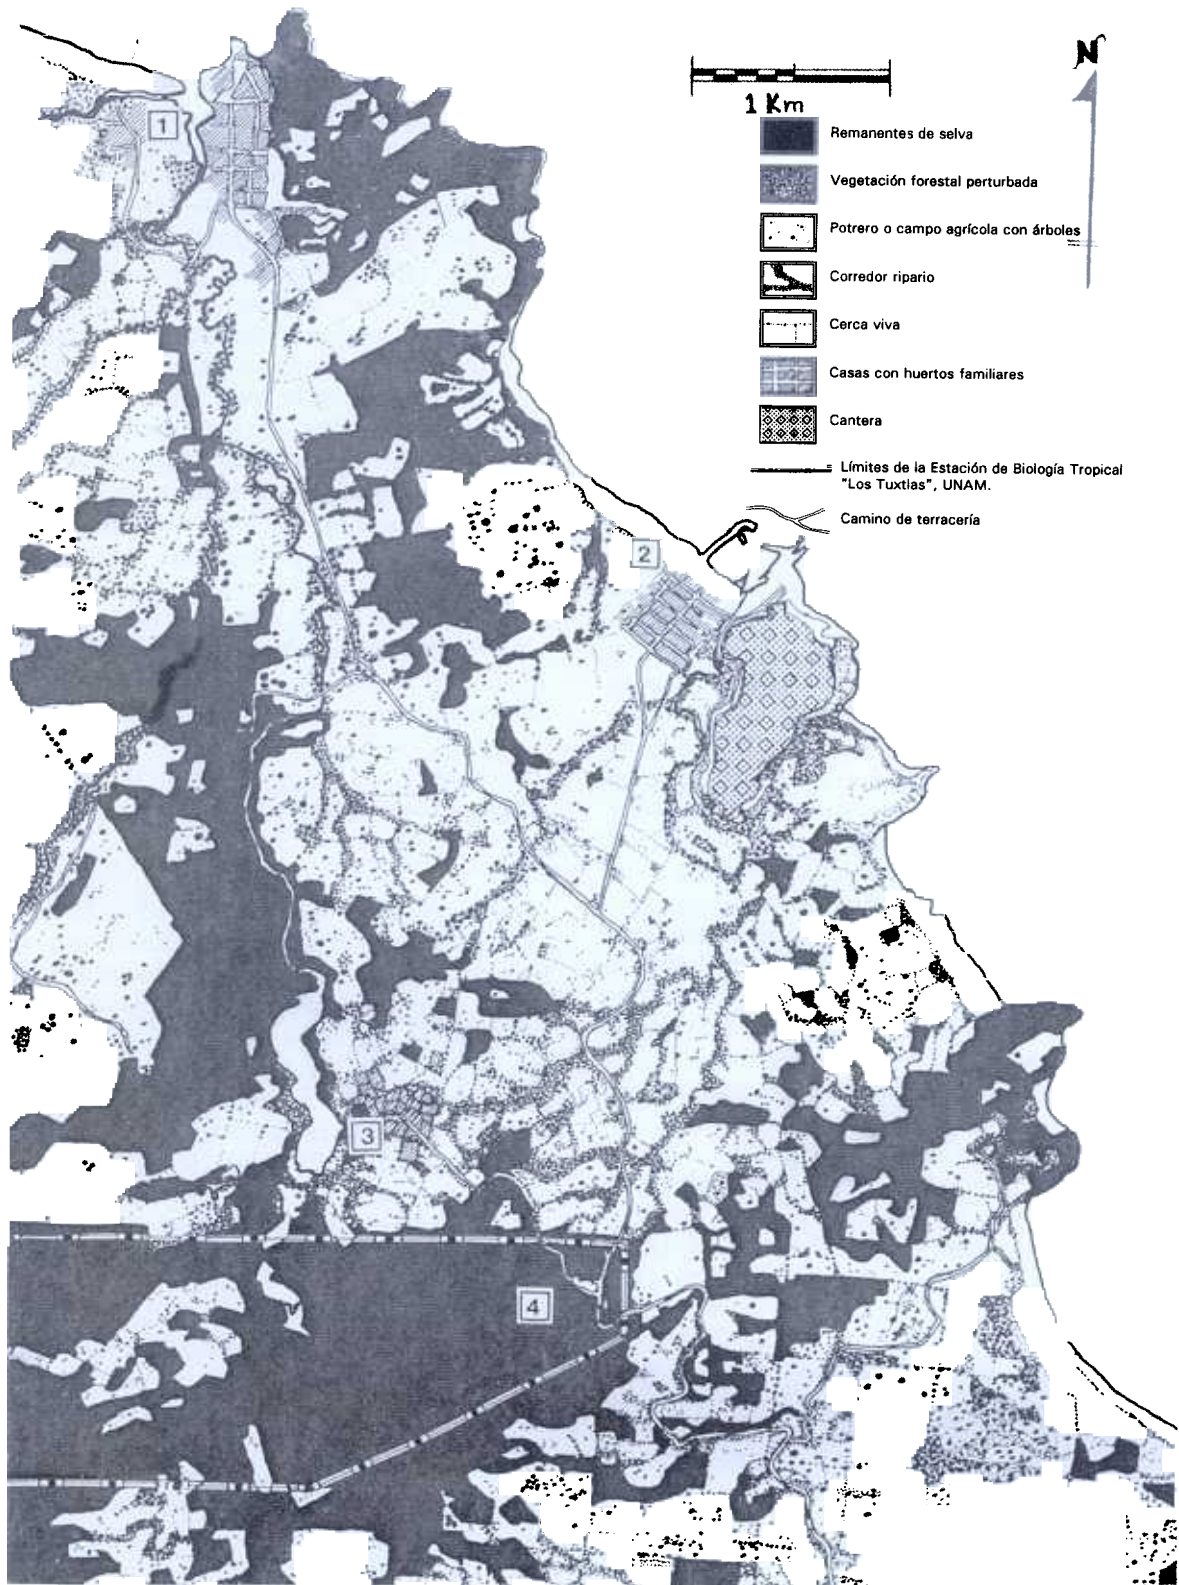 N
1 Km
1
Remanentes de selva
Vegetación forestal perturbada
Potrero o campo agrícola con árboles
Corredor ripario
Cerca viva
Casas con huertos familiares
Cantera
Límites de la Estación de Biología Tropical
"Los Tuxtlas", UNAM.
Camino de terracería
2
3
4